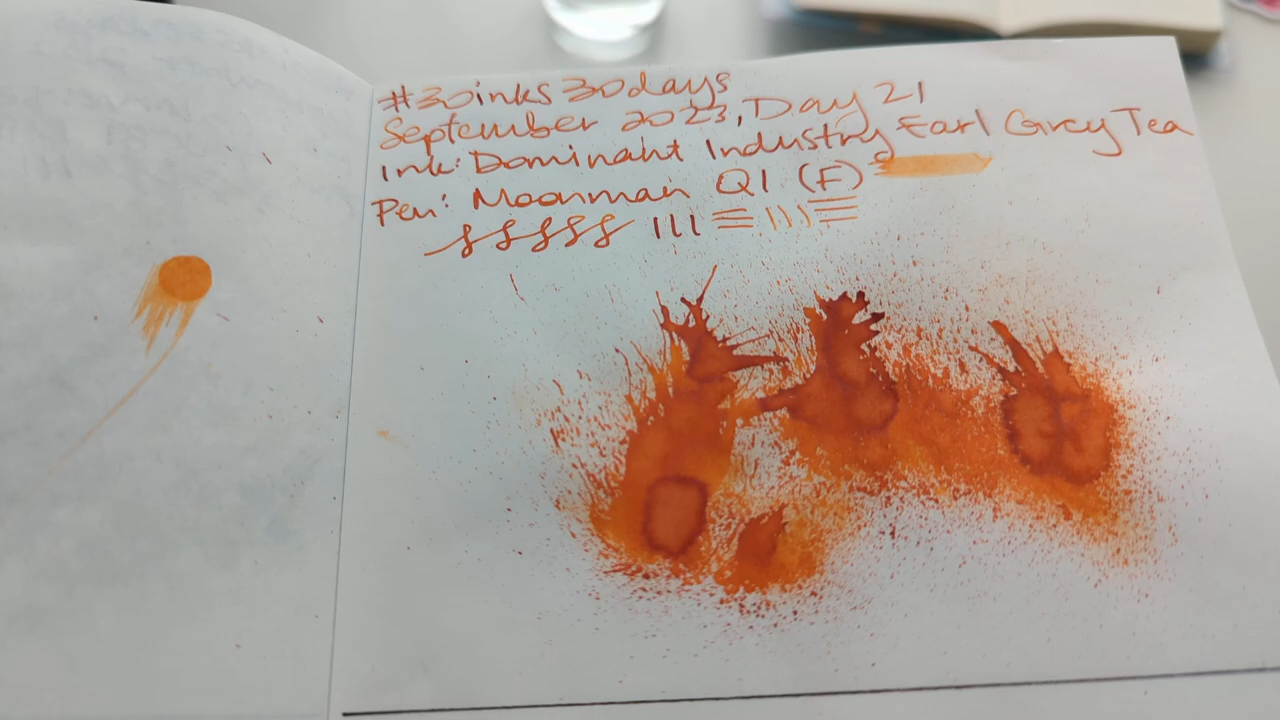 #30inks30days
September 2023, Day 21
Ink: Dominant Industry Earl Grey Tea
Pen: Moonman Q1 (F)